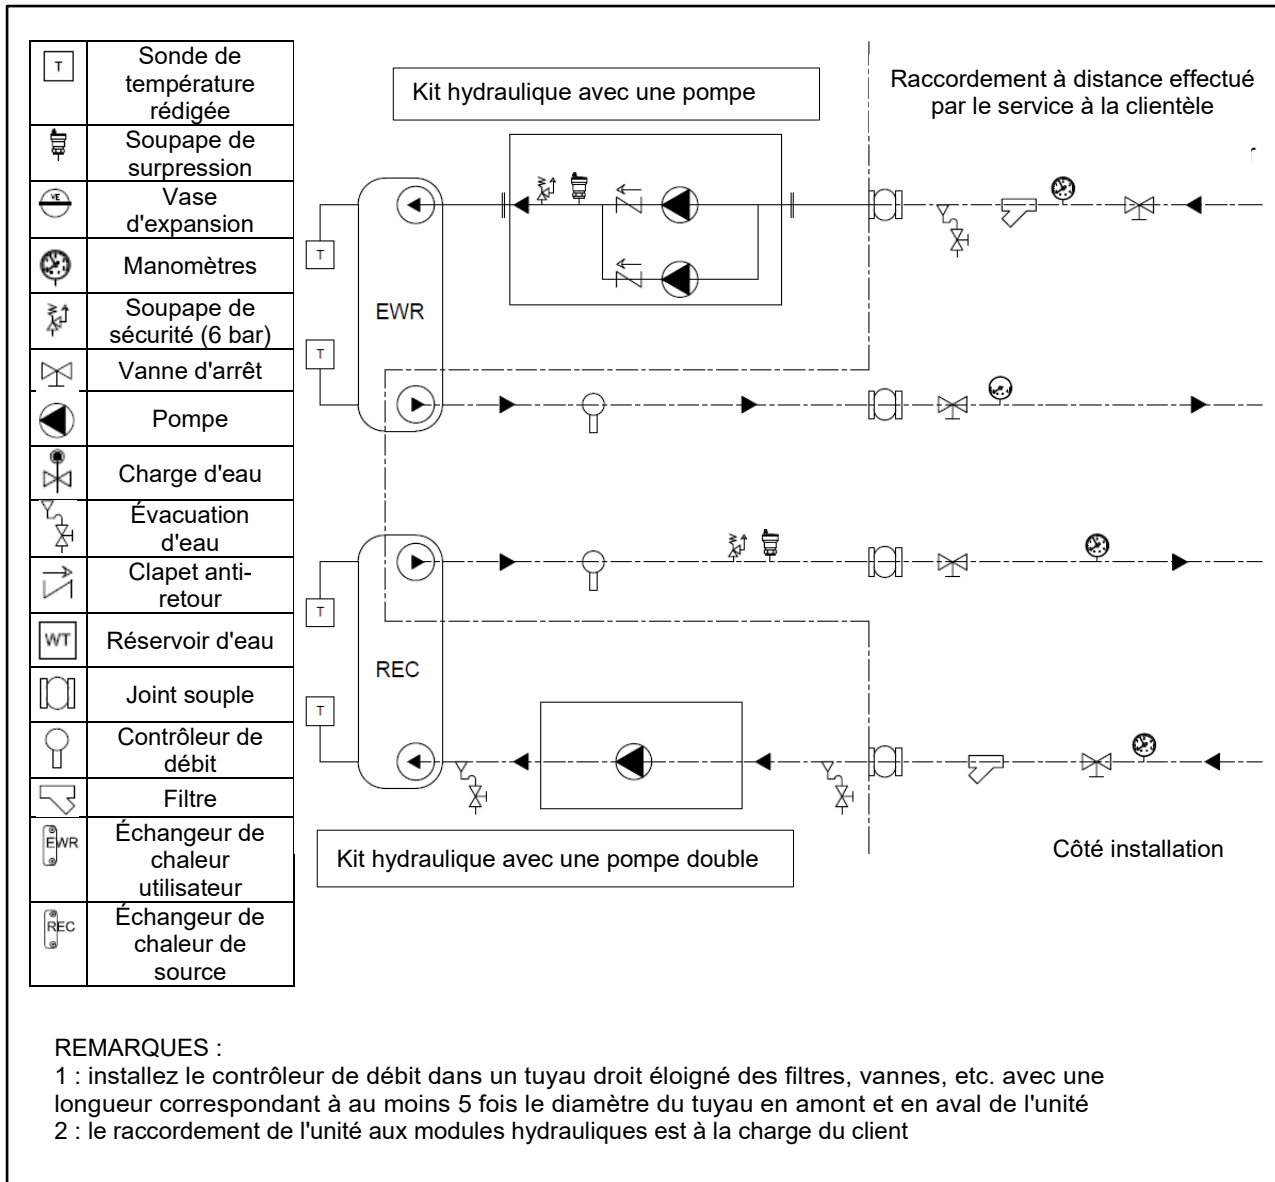 T
Sonde de
température
rédigée
Soupape de
surpression
VE
Vase
d'expansion
Manomètres
Soupape de
sécurité (6 bar)
Vanne d'arrêt
Pompe
Charge d'eau
Évacuation
d'eau
Clapet anti-
retour
WT
Réservoir d'eau
Joint souple
Contrôleur de
débit
Filtre
EWR
Échangeur de
chaleur
utilisateur
REC
Échangeur de
chaleur de
source
Kit hydraulique avec une pompe
Raccordement à distance effectué
par le service à la clientèle
T
EWR
T
T
REC
T
Kit hydraulique avec une pompe double
Côté installation
REMARQUES :
1 : installez le contrôleur de débit dans un tuyau droit éloigné des filtres, vannes, etc. avec une
longueur correspondant à au moins 5 fois le diamètre du tuyau en amont et en aval de l'unité
2 : le raccordement de l'unité aux modules hydrauliques est à la charge du client